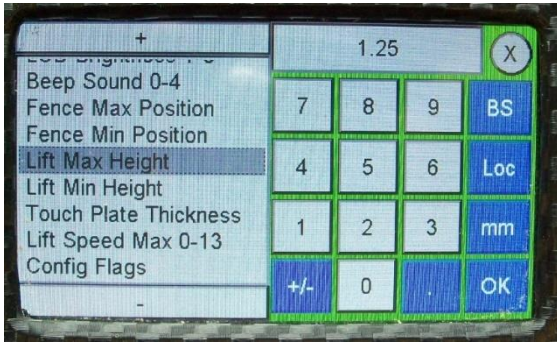 +
Beep Sound 0-4
Fence Max Position
Fence Min Position
Lift Max Height
Lift Min Height
Touch Plate Thickness
Lift Speed Max 0-13
Config Flags
-
1.25
X
7 8 9 BS
4 5 6 Loc
1 2 3 mm
+/- 0 . OK